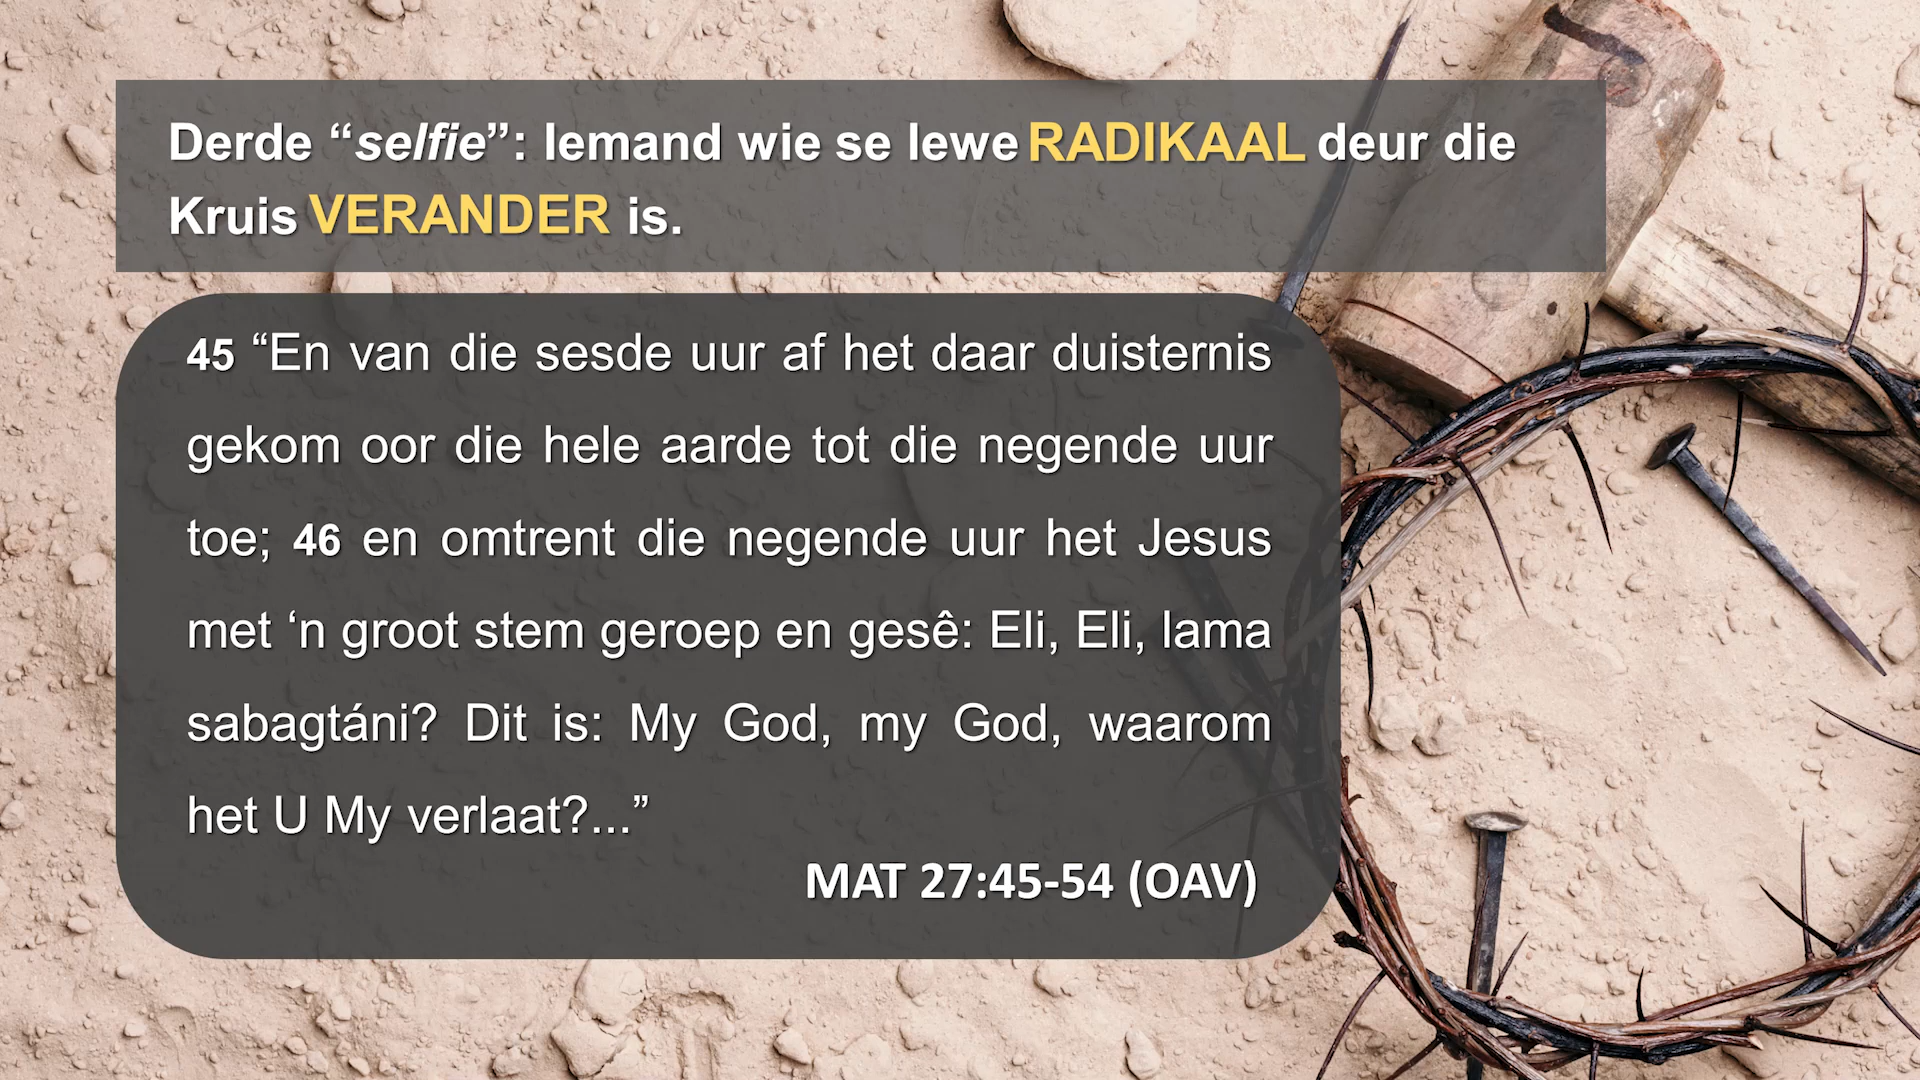 Derde “selfie”: Iemand wie se lewe RADIKAAL deur die
Kruis VERANDER is.
45 “En van die sesde uur af het daar duisternis
gekom oor die hele aarde tot die negende uur
toe; 46 en omtrent die negende uur het Jesus
met ‘n groot stem geroep en gesê: Eli, Eli, lama
sabagtáni? Dit is: My God, my God, waarom
het U My verlaat?...”
MAT 27:45-54 (OAV)